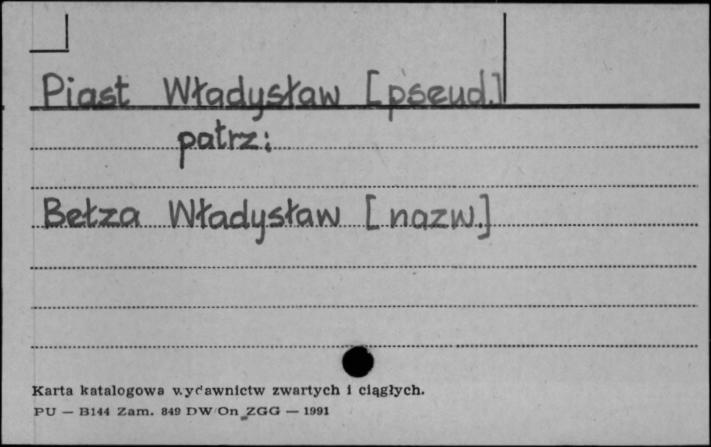 Piast Władysław [pseud.]
patrz:
Bełza Władysław [nazw.]
Karta katalogowa wydawnictw zwartych i ciągłych.
PU — B144 Zam. 849 DW/On ZGG — 1991